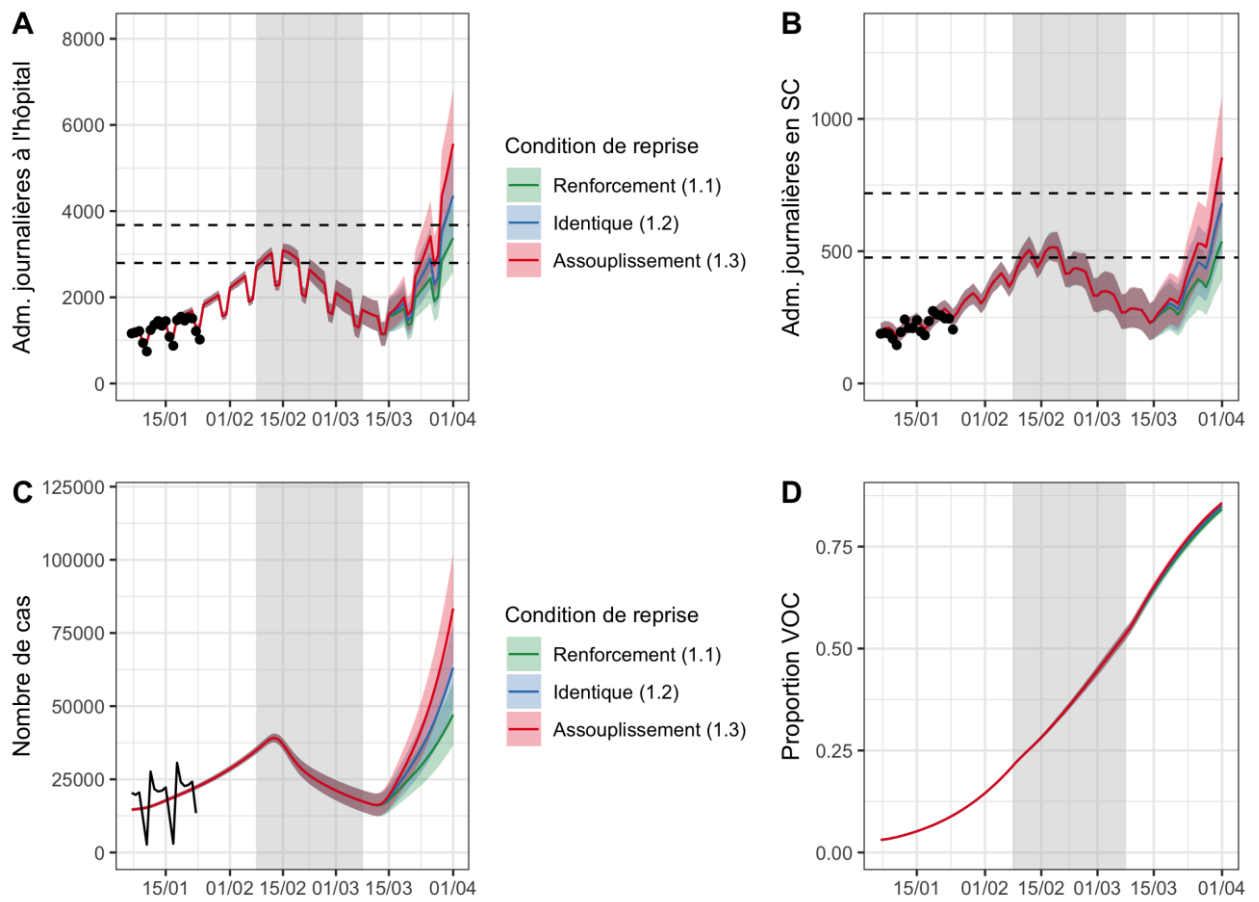 A
Adm. journalières à l'hôpital
8000
6000
4000
2000
0
15/01 01/02 15/02 01/03 15/03 01/04
Condition de reprise
Renforcement (1.1)
Identique (1.2)
Assouplissement (1.3)
B
Adm. journalières en SC
1000
500
0
15/01 01/02 15/02 01/03 15/03 01/04
C
Nombre de cas
125000
100000
75000
50000
25000
0
15/01 01/02 15/02 01/03 15/03 01/04
Condition de reprise
Renforcement (1.1)
Identique (1.2)
Assouplissement (1.3)
D
Proportion VOC
0.75
0.50
0.25
0.00
15/01 01/02 15/02 01/03 15/03 01/04